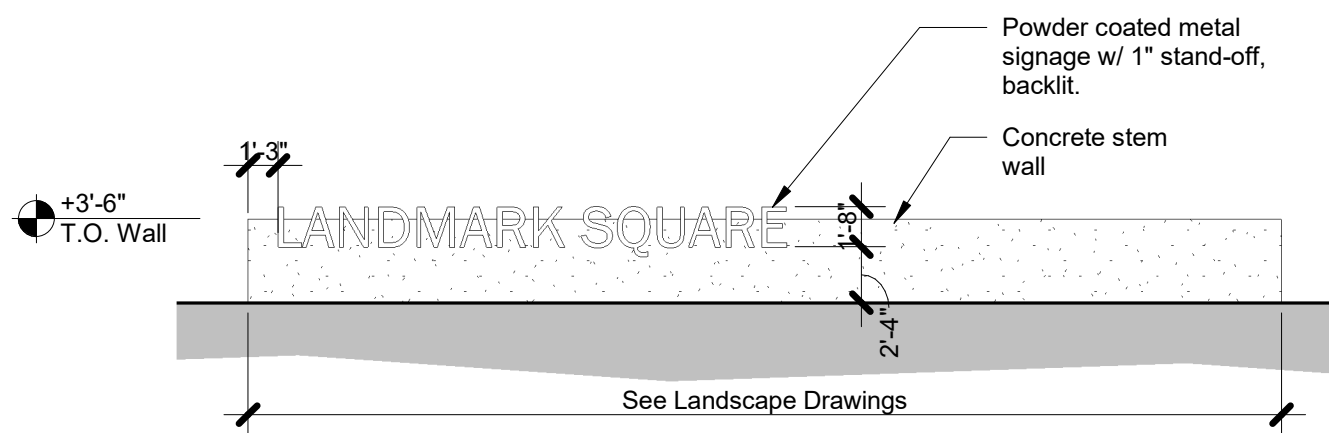 Powder coated metal
signage w/ 1" stand-off,
backlit.
Concrete stem
wall
1'-3"
+3'-6"
T.O. Wall
LANDMARK SQUARE
1'-8"
2'-4"
See Landscape Drawings